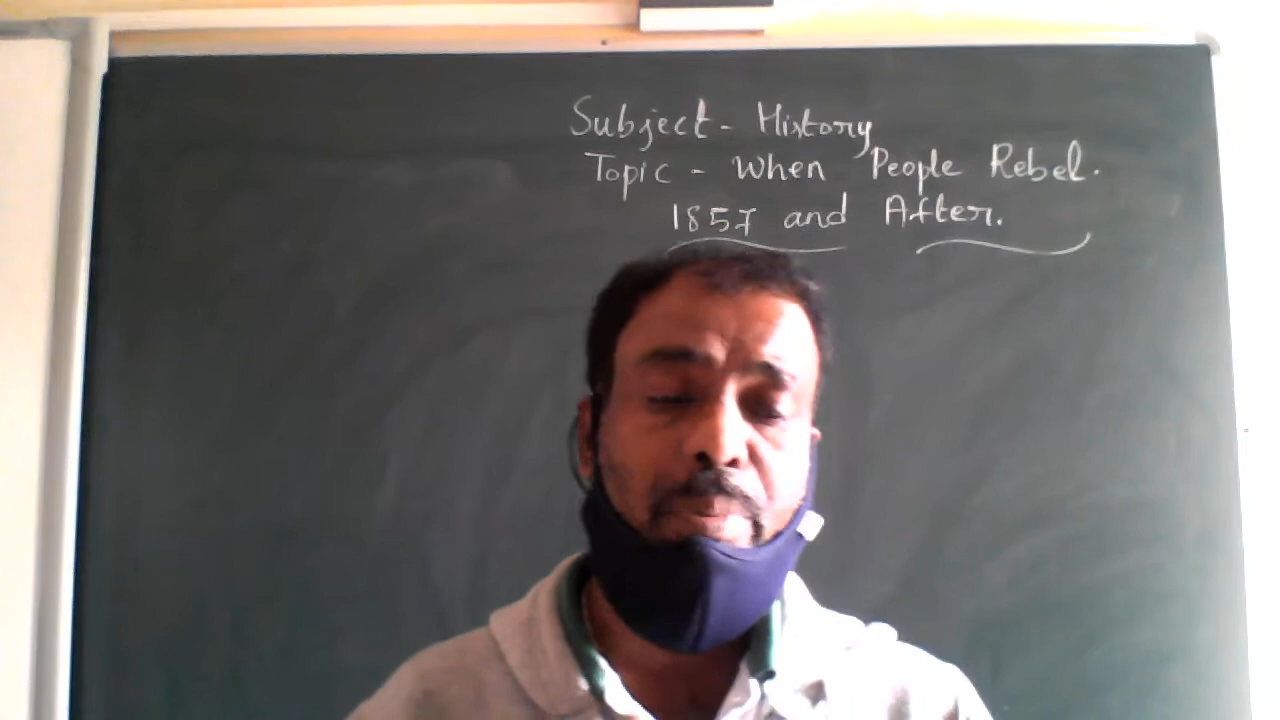 Subject - History
Topic - When People Rebel.
1857 and After.